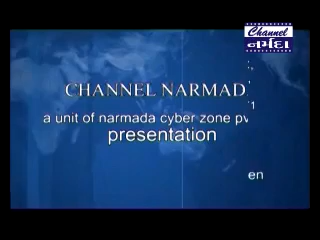 Channel
નર્મદા
CHANNEL NARMAD
a unit of narmada cyber zone pv
presentation
en